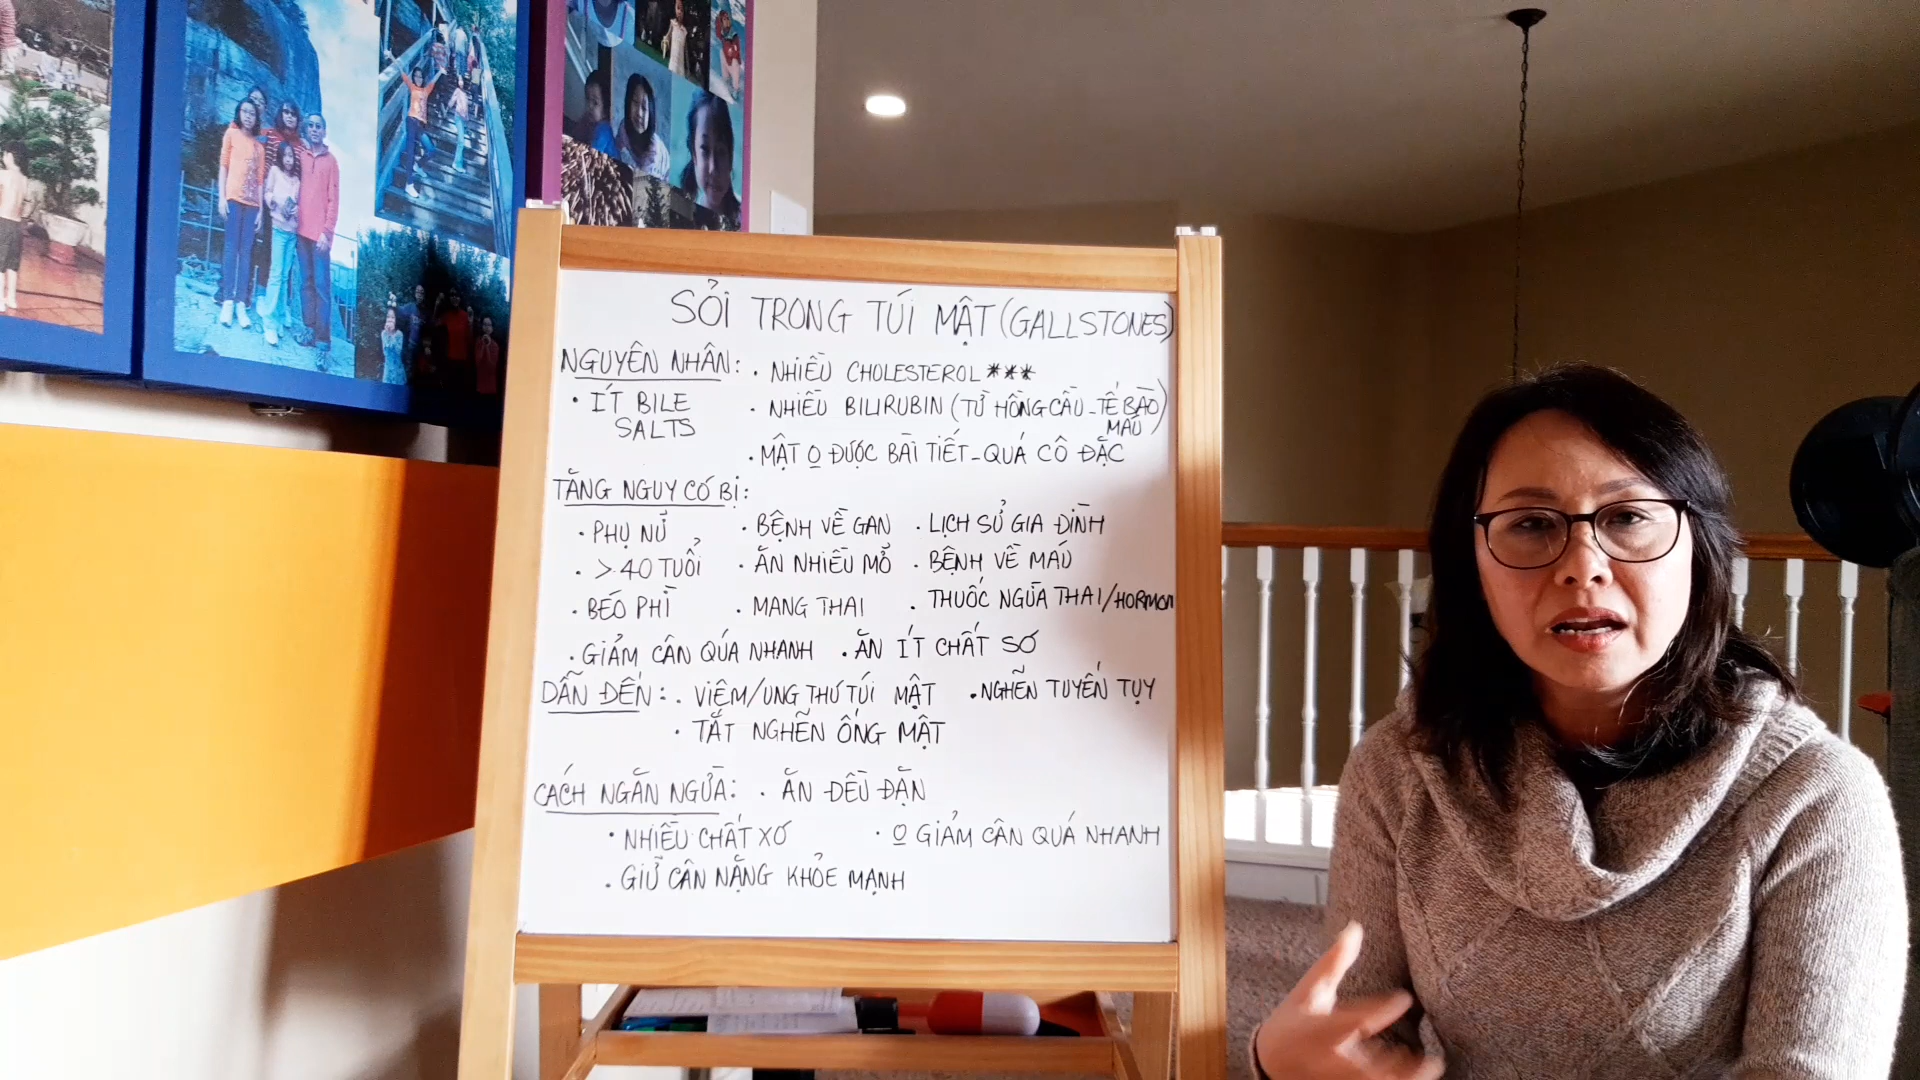 SỎI TRONG TÚI MẬT (GALLSTONES)
NGUYÊN NHÂN: • NHIỀU CHOLESTEROL ***
• ÍT BILE SALTS
• NHIỀU BILIRUBIN (TỪ HỒNG CẦU - TẾ BÀO MÁU)
• MẬT O ĐƯỢC BÀI TIẾT - QUÁ CÔ ĐẶC
TĂNG NGUY CƠ BỊ:
• PHỤ NỮ • BỆNH VỀ GAN • LỊCH SỬ GIA ĐÌNH
• > 40 TUỔI • ĂN NHIỀU MỠ • BỆNH VỀ MÁU
• BÉO PHÌ • MANG THAI • THUỐC NGỪA THAI/HORMON
• GIẢM CÂN QÚA NHANH • ĂN ÍT CHẤT SƠ
DẪN ĐẾN: • VIÊM/UNG THƯ TÚI MẬT • NGHẼN TUYẾN TỤY
• TẮT NGHẼN ỐNG MẬT
CÁCH NGĂN NGỪA: • ĂN ĐỀU ĐẶN
• NHIỀU CHẤT XƠ • O GIẢM CÂN QUÁ NHANH
• GIỮ CÂN NẶNG KHỎE MẠNH